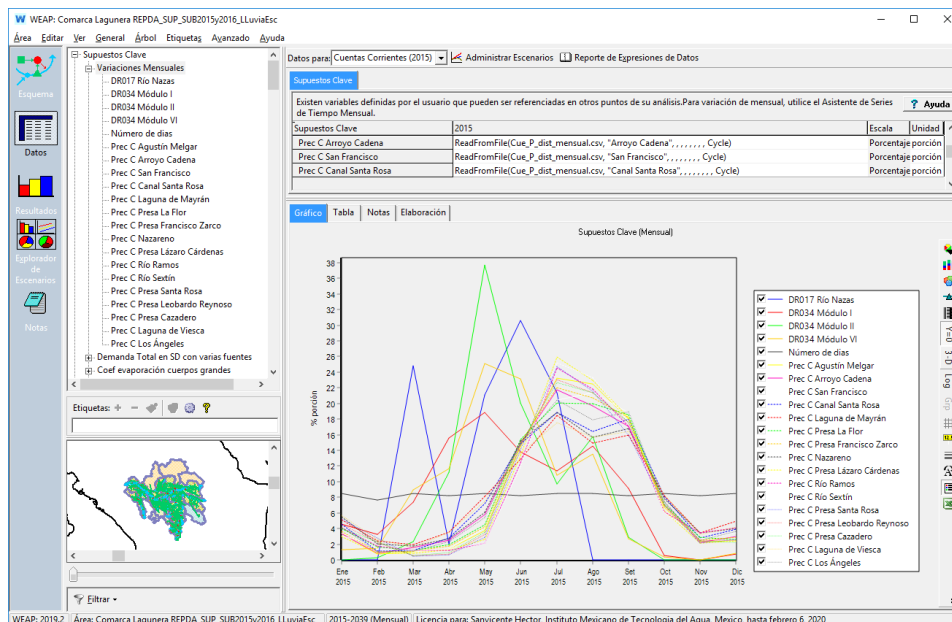 WEAP: Comarca Lagunera REPDA_SUP_SUB2015y2016_LLuviaEsc
Área Editar Ver General Árbol Etiquetas Avanzado Ayuda
Esquema
Datos
Resultados
Explorador
de
Escenarios
Notas
Supuestos Clave
Variaciones Mensuales
DR017 Río Nazas
DR034 Módulo I
DR034 Módulo II
DR034 Módulo VI
Número de dias
Prec C Agustín Melgar
Prec C Arroyo Cadena
Prec C San Francisco
Prec C Canal Santa Rosa
Prec C Laguna de Mayrán
Prec C Presa La Flor
Prec C Presa Francisco Zarco
Prec C Nazareno
Prec C Presa Lázaro Cárdenas
Prec C Río Ramos
Prec C Río Sextín
Prec C Presa Santa Rosa
Prec C Presa Leobardo Reynoso
Prec C Presa Cazadero
Prec C Laguna de Viesca
Prec C Los Ángeles
Demanda Total en SD con varias fuentes
Coef evaporación cuerpos grandes
Etiquetas:
Filtrar
Datos para: Cuentas Corrientes (2015) Administrar Escenarios Reporte de Expresiones de Datos
Supuestos Clave
Existen variables definidas por el usuario que pueden ser referenciadas en otros puntos de su análisis.Para variación de mensual, utilice el Asistente de Series
de Tiempo Mensual.
? Ayuda
Supuestos Clave 2015 Escala Unidad
Prec C Arroyo Cadena ReadFromFile(Cue_P_dist_mensual.csv, "Arroyo Cadena", , , , , , , , Cycle) Porcentaje porción
Prec C San Francisco ReadFromFile(Cue_P_dist_mensual.csv, "San Francisco", , , , , , , , Cycle) Porcentaje porción
Prec C Canal Santa Rosa ReadFromFile(Cue_P_dist_mensual.csv, "Canal Santa Rosa", , , , , , , , Cycle) Porcentaje porción
Gráfico Tabla Notas Elaboración
Supuestos Clave (Mensual)
% porción
38
36
34
32
30
28
26
24
22
20
18
16
14
12
10
8
6
4
2
0
Ene Feb Mar Abr May Jun Jul Ago Set Oct Nov Dic
2015 2015 2015 2015 2015 2015 2015 2015 2015 2015 2015 2015
DR017 Río Nazas
DR034 Módulo I
DR034 Módulo II
DR034 Módulo VI
Número de dias
Prec C Agustín Melgar
Prec C Arroyo Cadena
Prec C San Francisco
Prec C Canal Santa Rosa
Prec C Laguna de Mayrán
Prec C Presa La Flor
Prec C Presa Francisco Zarco
Prec C Nazareno
Prec C Presa Lázaro Cárdenas
Prec C Río Ramos
Prec C Río Sextín
Prec C Presa Santa Rosa
Prec C Presa Leobardo Reynoso
Prec C Presa Cazadero
Prec C Laguna de Viesca
Prec C Los Ángeles
Y=0
3-D
Log
WEAP: 2019.2 Área: Comarca Lagunera REPDA_SUP_SUB2015y2016_LLuviaEsc 2015-2039 (Mensual) Licencia para: Sanvicente Hector, Instituto Mexicano de Tecnologia del Agua, Mexico, hasta febrero 6, 2020